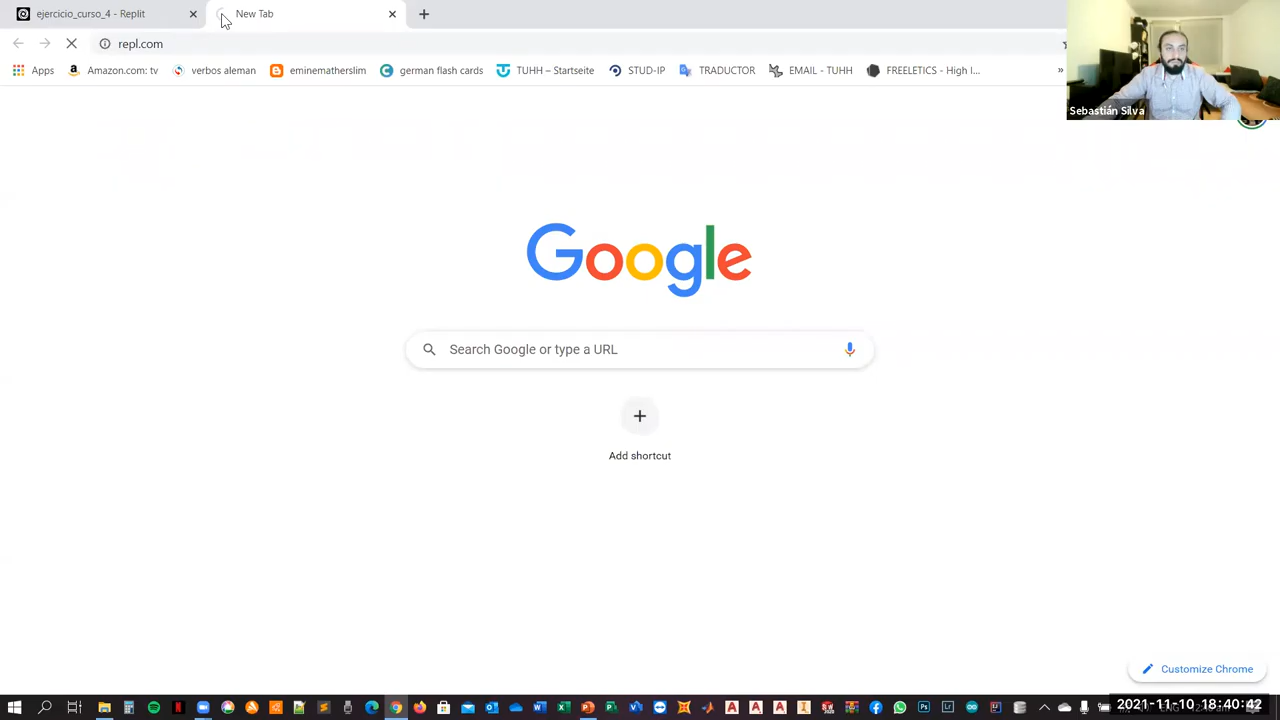 ejercicio_curso_4 - Replit
New Tab
repl.com
Apps
Amazon.com: tv
verbos aleman
eminematherslim
german flash cards
TUHH – Startseite
STUD-IP
TRADUCTOR
EMAIL - TUHH
FREELETICS - High I...
»
Sebastián Silva
Google
Search Google or type a URL
Add shortcut
Customize Chrome
2021-11-10 18:40:42